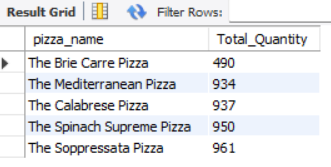 Result Grid Filter Rows:
pizza_name Total_Quantity
The Brie Carre Pizza 490
The Mediterranean Pizza 934
The Calabrese Pizza 937
The Spinach Supreme Pizza 950
The Soppressata Pizza 961